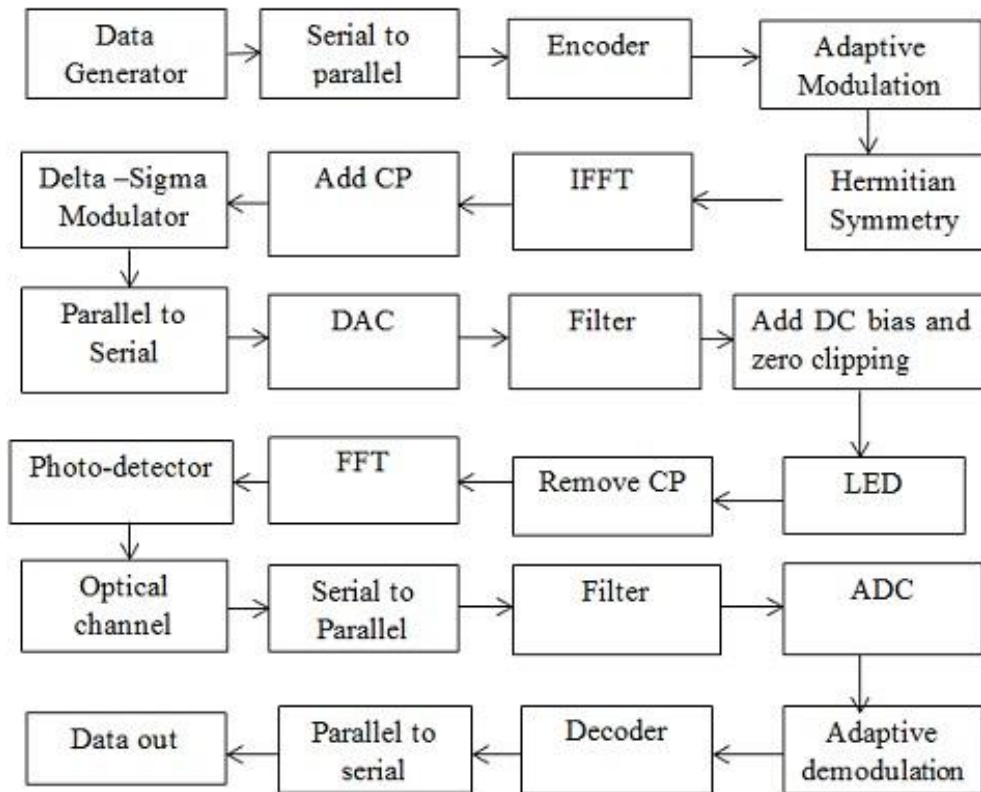 Data
Generator
Serial to
parallel
Encoder
Adaptive
Modulation
Delta –Sigma
Modulator
Add CP
IFFT
Hermitian
Symmetry
Parallel to
Serial
DAC
Filter
Add DC bias and
zero clipping
Photo-detector
FFT
Remove CP
LED
Optical
channel
Serial to
Parallel
Filter
ADC
Data out
Parallel to
serial
Decoder
Adaptive
demodulation